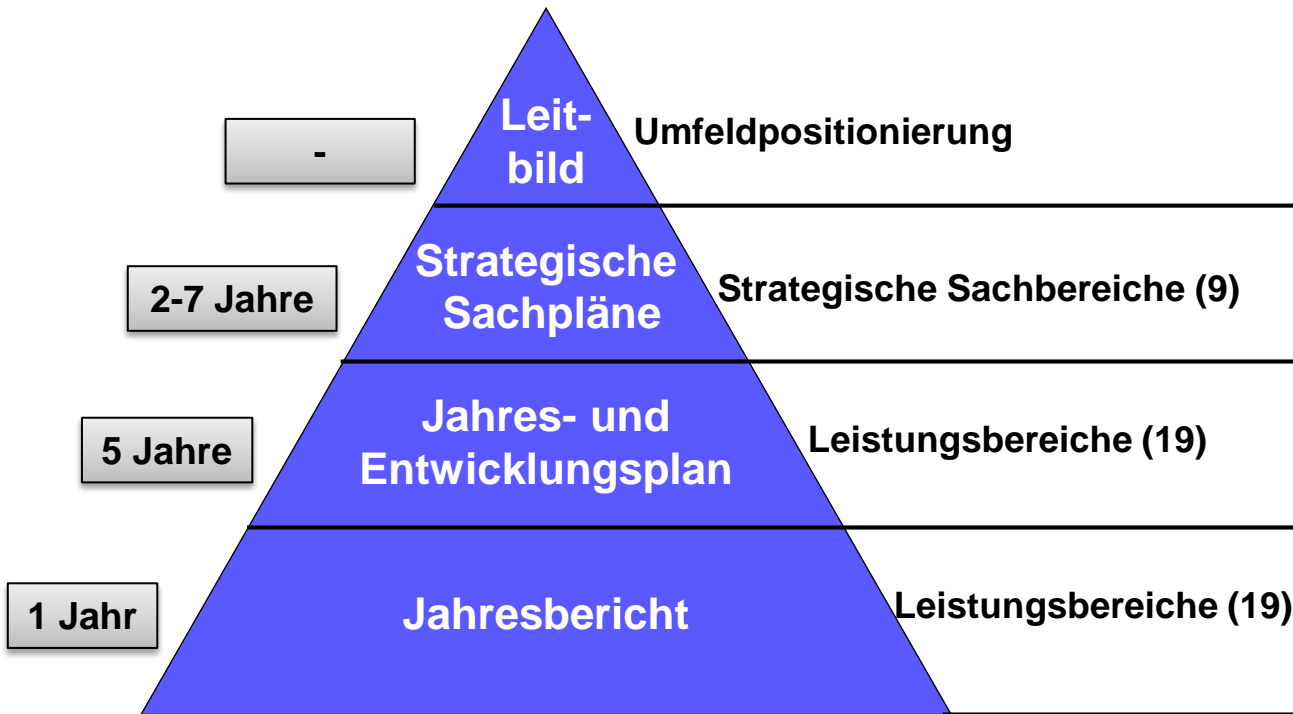 -
Leit-
bild
Umfeldpositionierung
2-7 Jahre
Strategische
Sachpläne
Strategische Sachbereiche (9)
5 Jahre
Jahres- und
Entwicklungsplan
Leistungsbereiche (19)
1 Jahr
Jahresbericht
Leistungsbereiche (19)